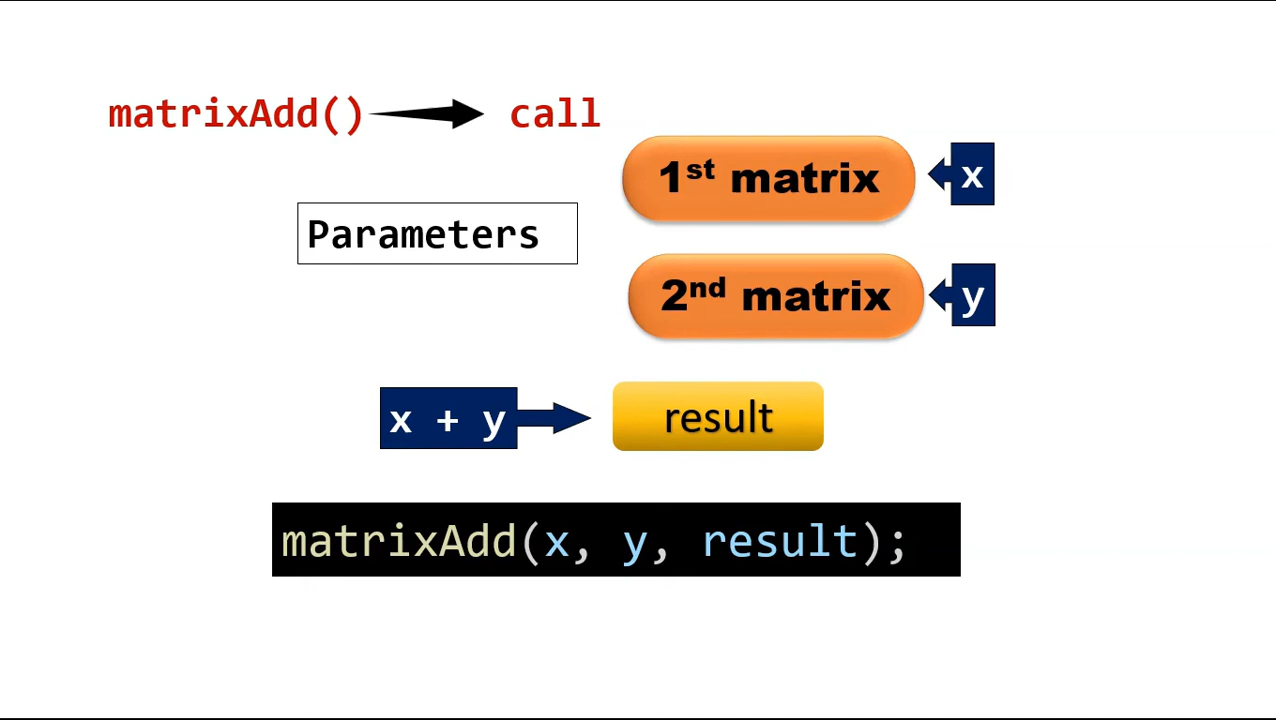 matrixAdd() call
1st matrix
x
Parameters
2nd matrix
y
x + y
result
matrixAdd(x, y, result);